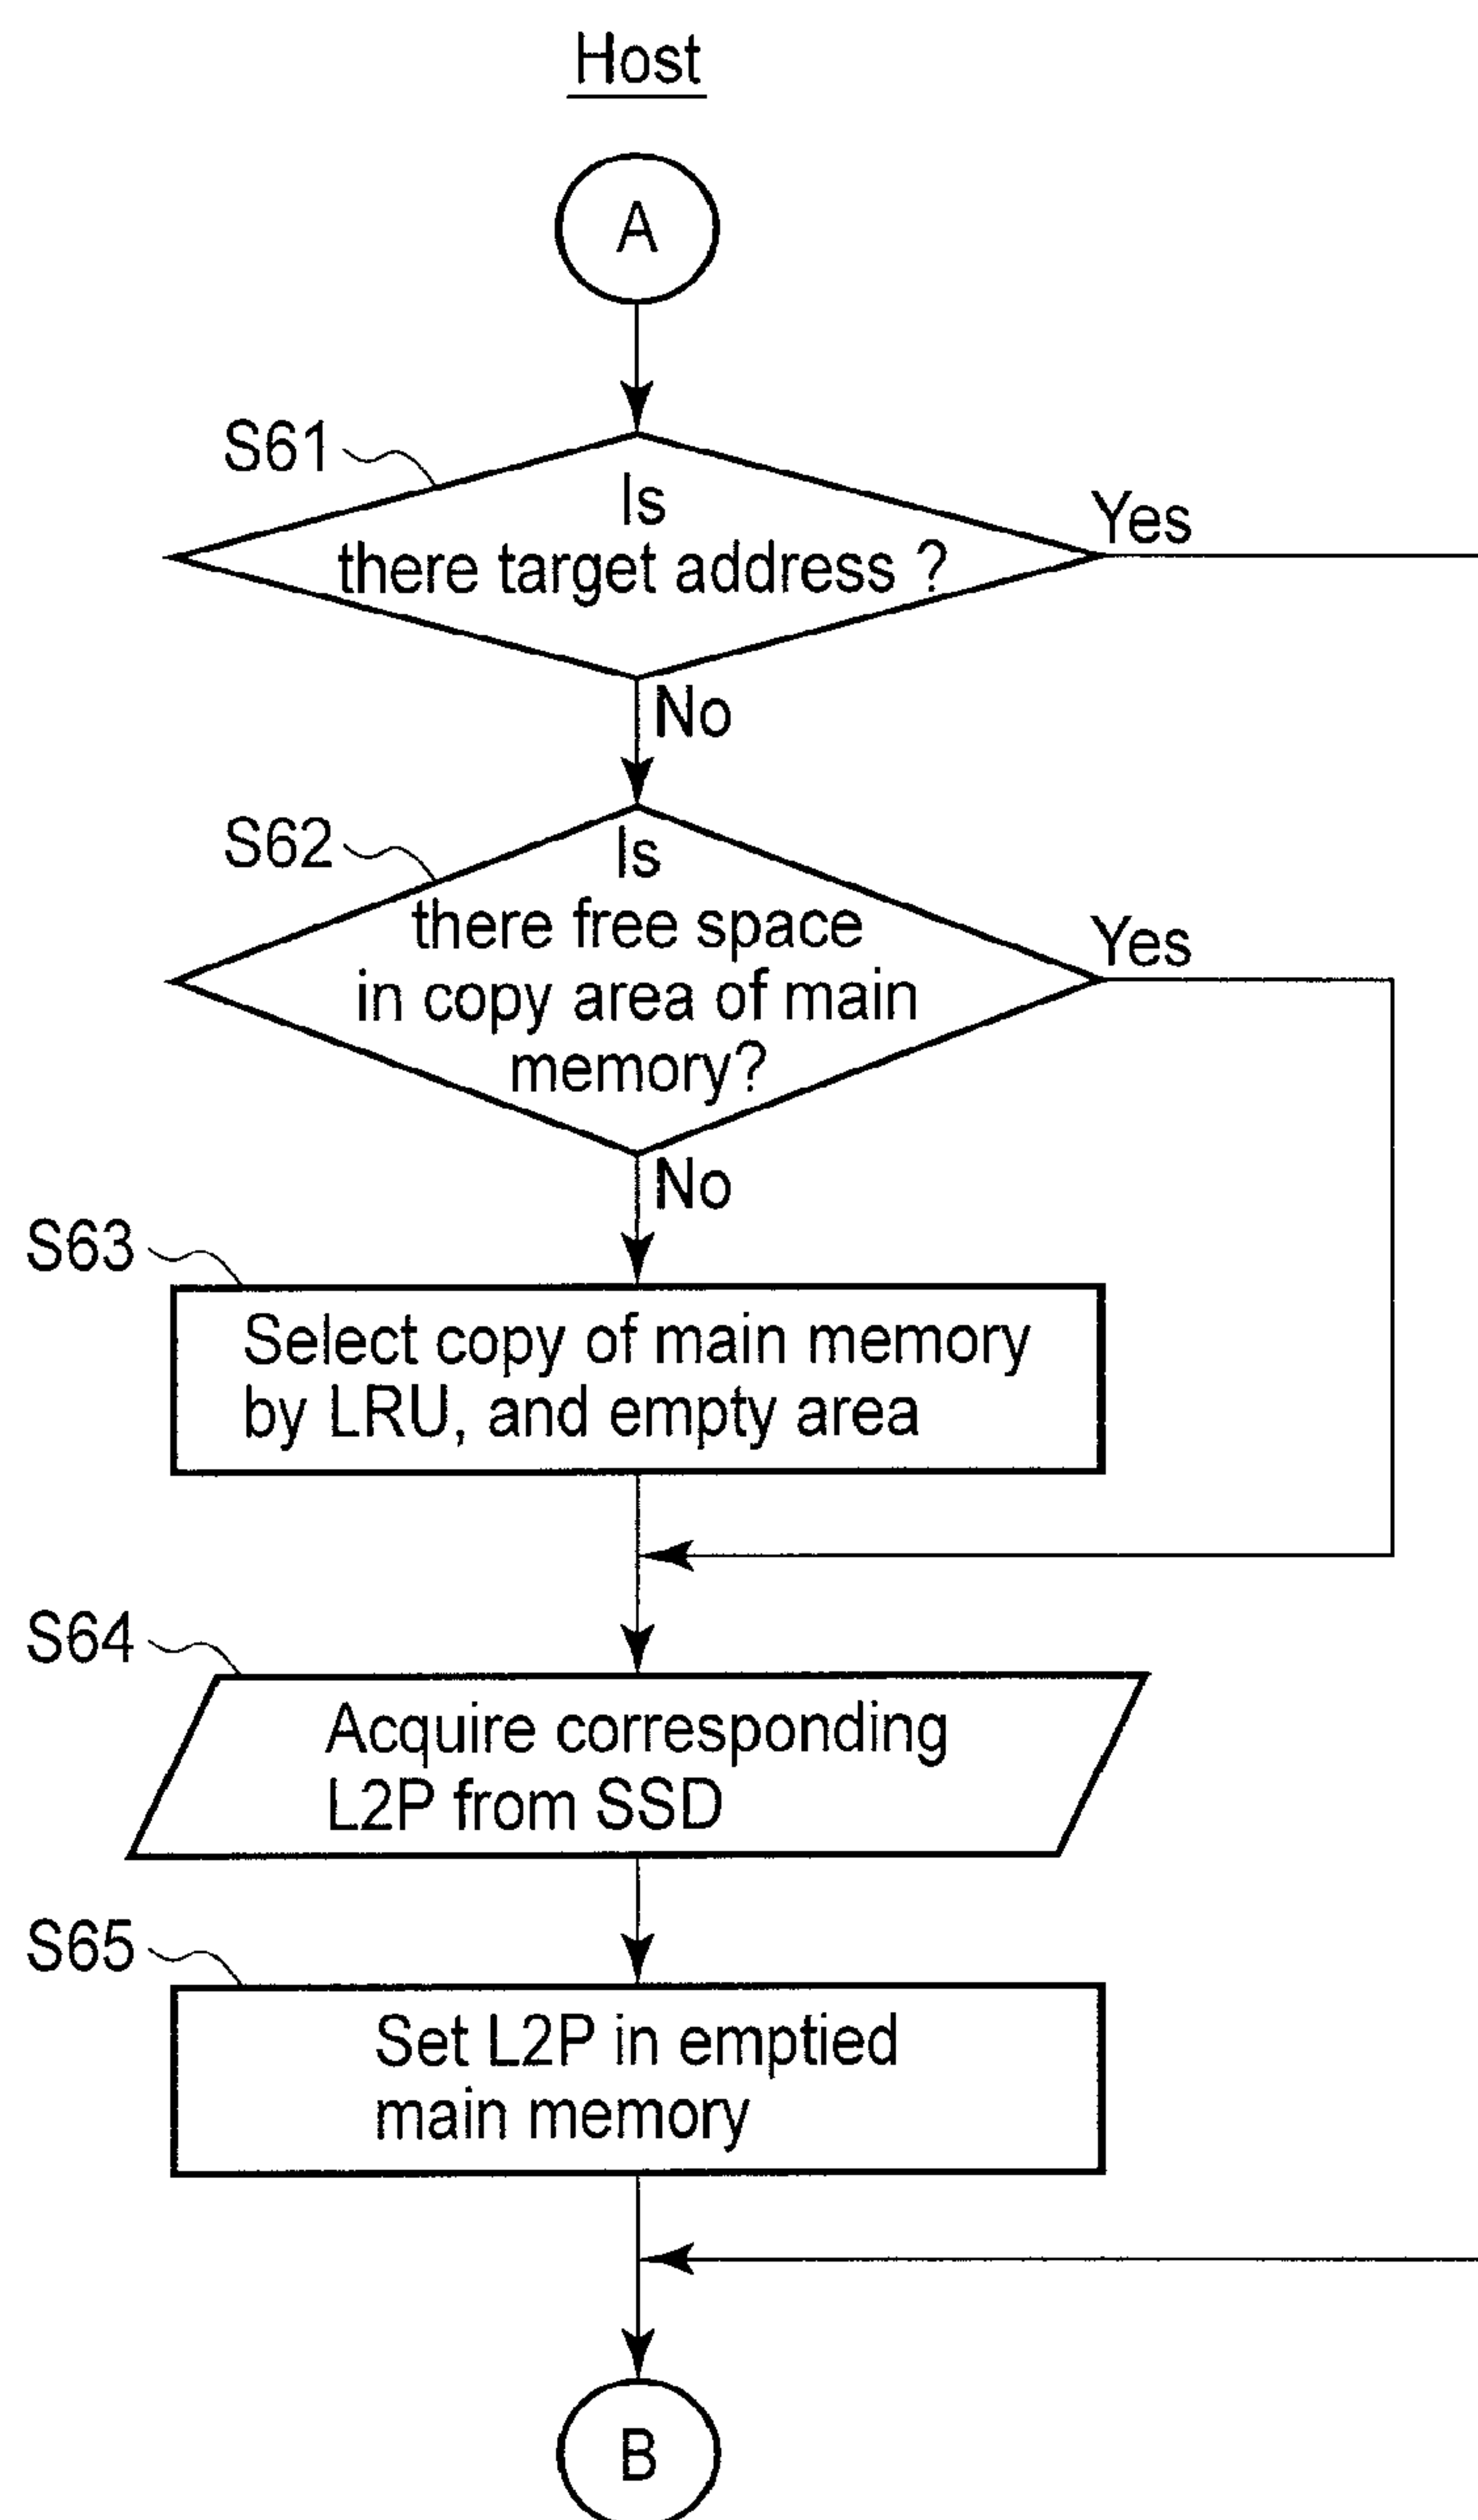 Host
A
S61
Is
there target address ?
Yes
No
S62
Is
there free space
in copy area of main
memory?
Yes
No
S63
Select copy of main memory
by LRU, and empty area
S64
Acquire corresponding
L2P from SSD
S65
Set L2P in emptied
main memory
B